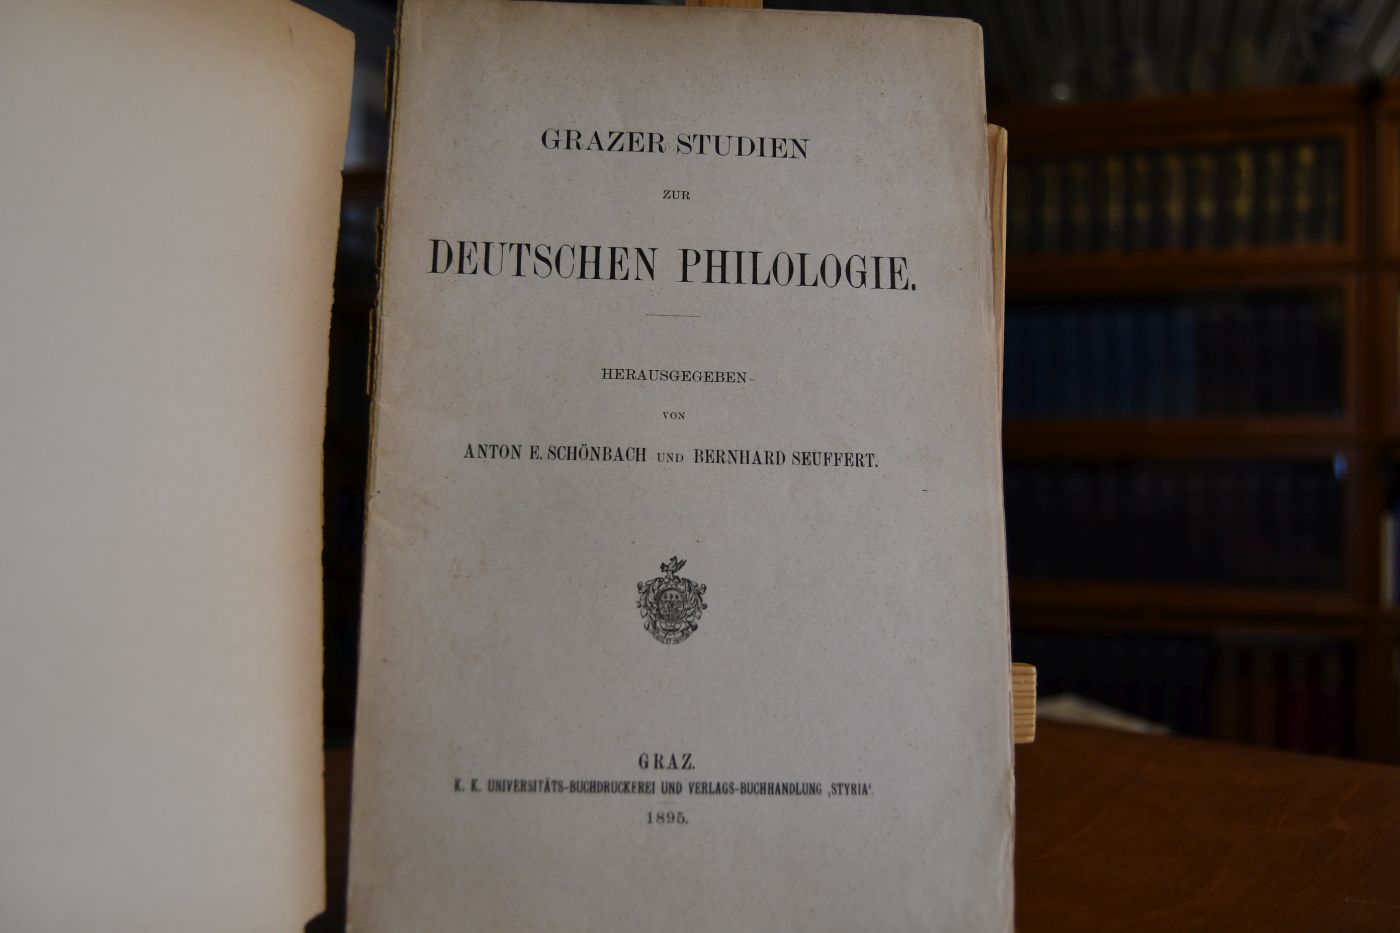 GRAZER STUDIEN
ZUR
DEUTSCHEN PHILOLOGIE.
HERAUSGEGEBEN
VON
ANTON E. SCHÖNBACH UND BERNHARD SEUFFERT.
GRAZ.
K. K. UNIVERSITÄTS-BUCHDRUCKEREI UND VERLAGS-BUCHHANDLUNG ‚STYRIA‘.
1895.